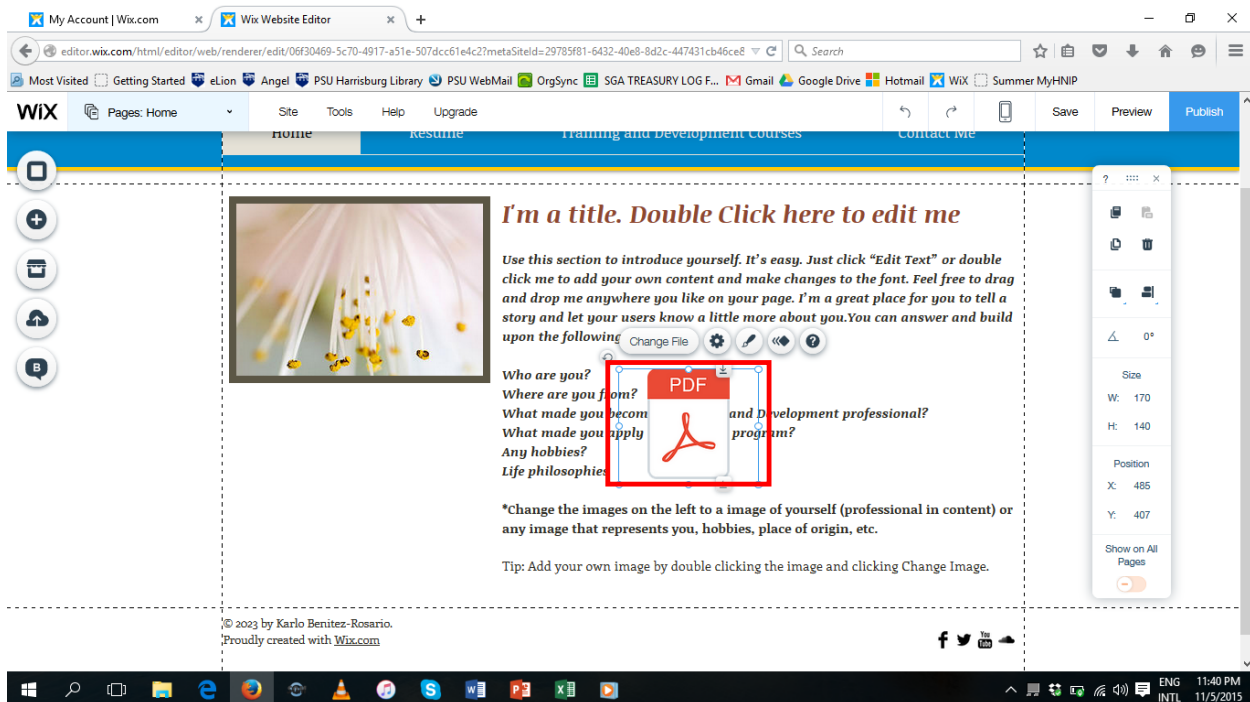 My Account | Wix.com
Wix Website Editor
editor.wix.com/html/editor/web/renderer/edit/06f30469-5c70-4917-a51e-507dcc61e4c2?metaSiteId=29785f81-6432-40e8-8d2c-447431cb46ce8
Search
Most Visited Getting Started eLion Angel PSU Harrisburg Library PSU WebMail OrgSync SGA TREASURY LOG F... Gmail Google Drive Hotmail WiX Summer MyHNIP
WiX Pages: Home Site Tools Help Upgrade Save Preview Publish
Home Resume Training and Development Courses Contact Me
I'm a title. Double Click here to edit me
Use this section to introduce yourself. It's easy. Just click “Edit Text” or double
click me to add your own content and make changes to the font. Feel free to drag
and drop me anywhere you like on your page. I'm a great place for you to tell a
story and let your users know a little more about you.You can answer and build
upon the following
Change File
Who are you?
Where are you from?
PDF
What made you becom and Development professional?
What made you apply program?
Any hobbies?
Life philosophies
*Change the images on the left to a image of yourself (professional in content) or
any image that represents you, hobbies, place of origin, etc.
Tip: Add your own image by double clicking the image and clicking Change Image.
?
0°
Size
W: 170
H: 140
Position
X: 485
Y: 407
Show on All
Pages
© 2023 by Karlo Benitez-Rosario.
Proudly created with Wix.com
You
Tube
ENG 11:40 PM
INTL 11/5/2015